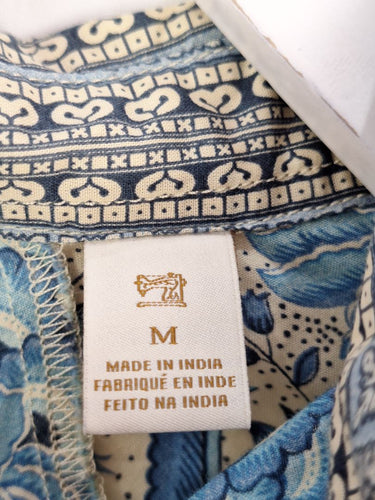 M
MADE IN INDIA
FABRIQUÉ EN INDE
FEITO NA INDIA